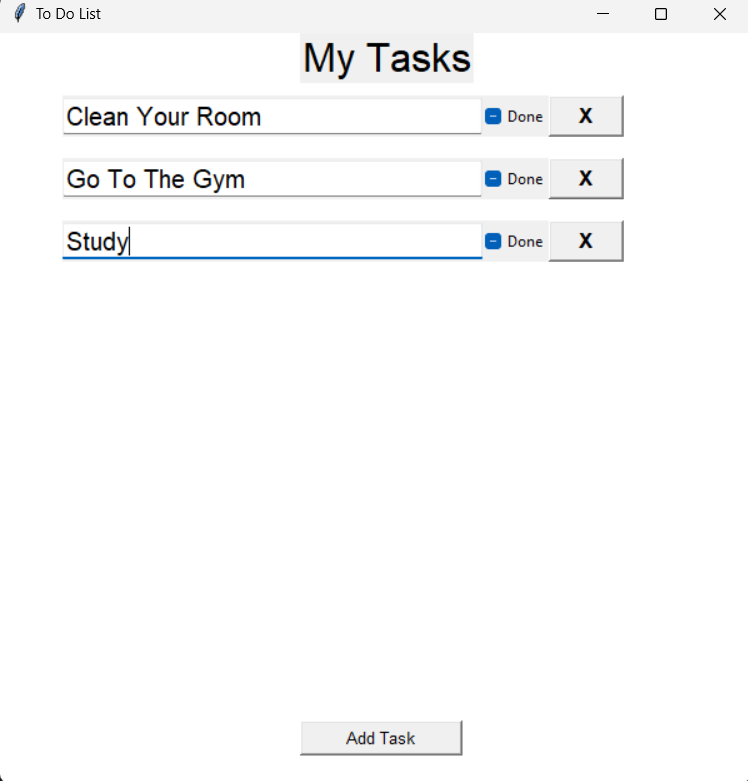 To Do List
My Tasks
Clean Your Room Done X
Go To The Gym Done X
Study Done X
Add Task